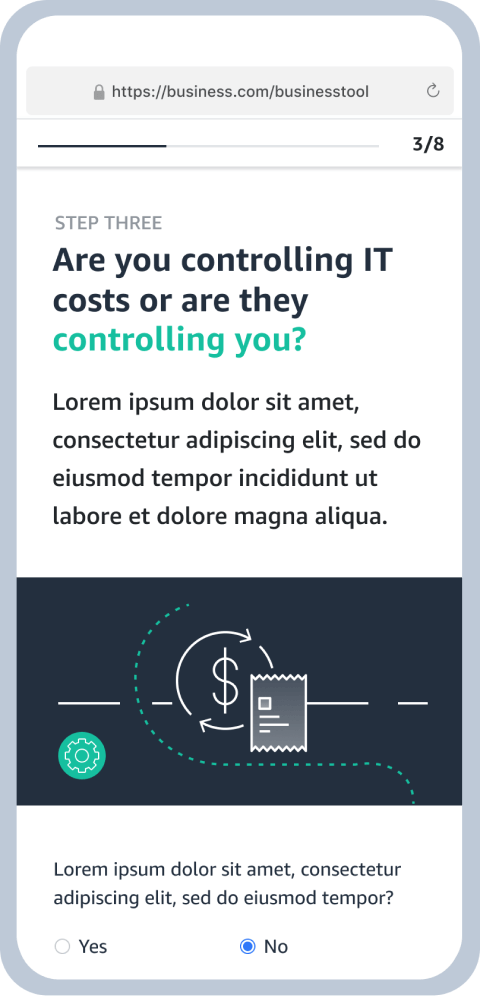 https://business.com/businesstool
3/8
STEP THREE
Are you controlling IT
costs or are they
controlling you?
Lorem ipsum dolor sit amet,
consectetur adipiscing elit, sed do
eiusmod tempor incididunt ut
labore et dolore magna aliqua.
$
Lorem ipsum dolor sit amet, consectetur
adipiscing elit, sed do eiusmod tempor?
Yes No